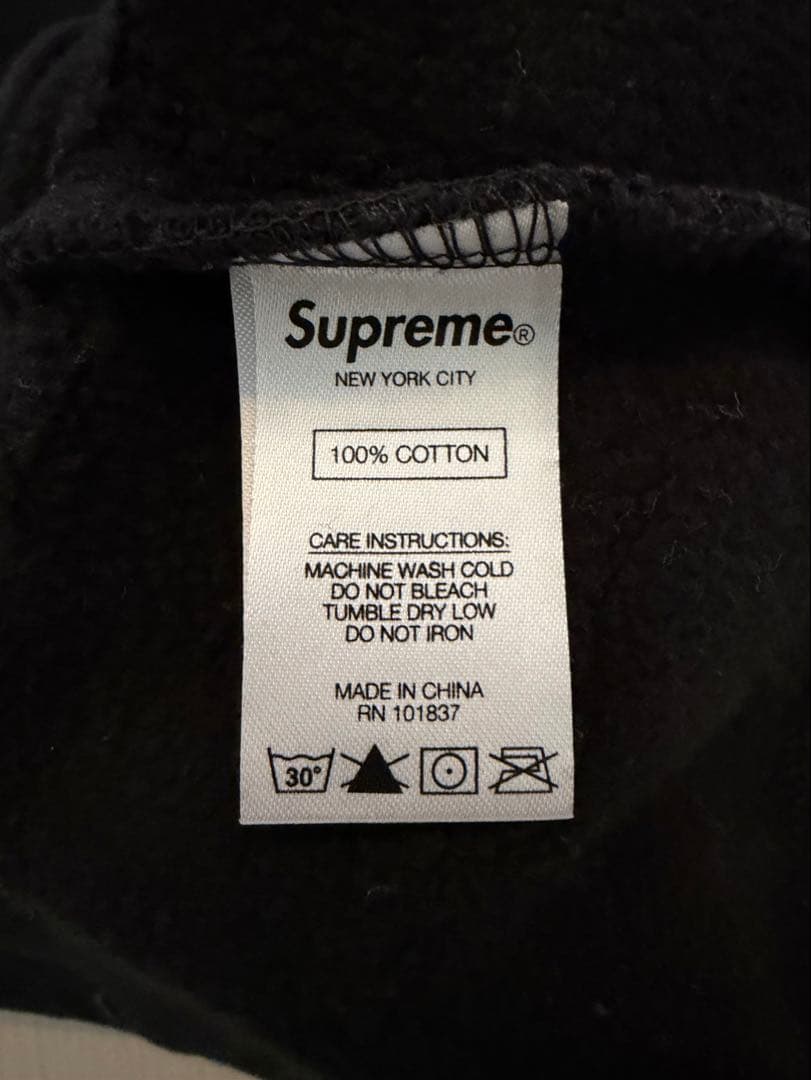 Supreme®
NEW YORK CITY
100% COTTON
CARE INSTRUCTIONS:
MACHINE WASH COLD
DO NOT BLEACH
TUMBLE DRY LOW
DO NOT IRON
MADE IN CHINA
RN 101837
30°